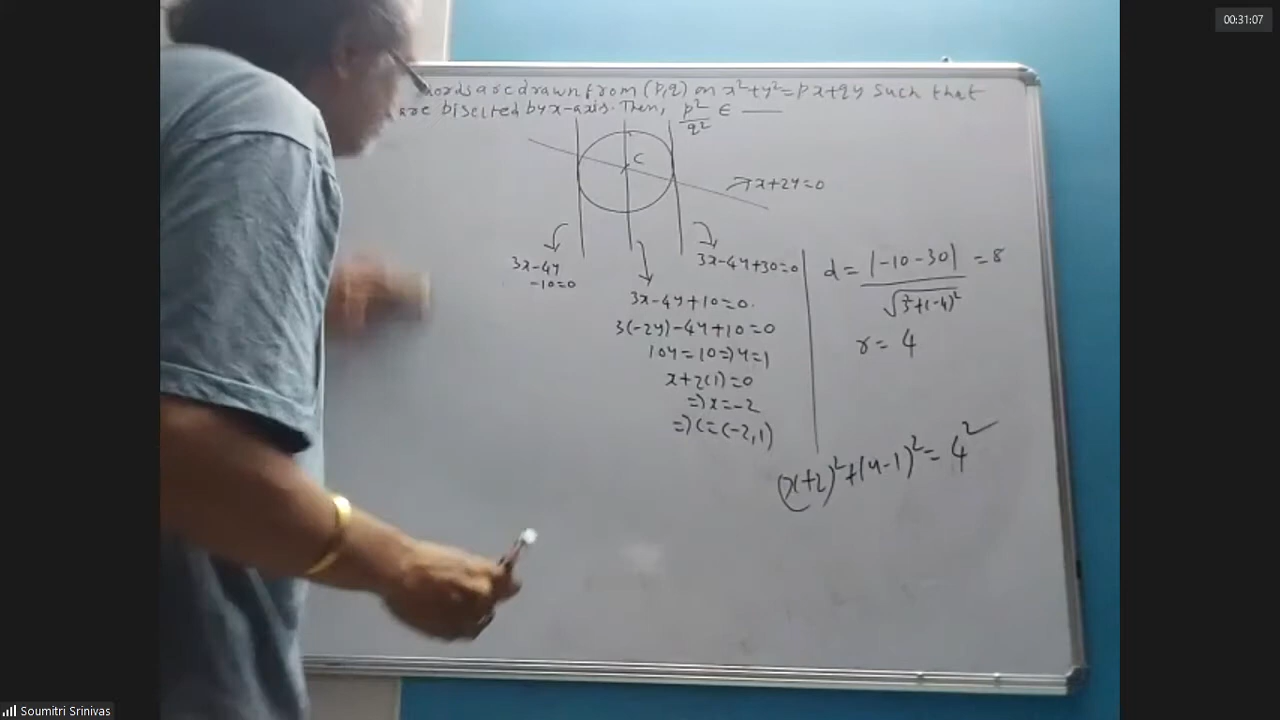 00:31:07
are drawn from (P,q) on x²+y²=px+qy such that
are bisected by x-axis. Then, p²/q² ∈ ——
C
x+2y=0
3x-4y
-10=0
3x-4y+30=0
3x-4y+10=0.
3(-2y)-4y+10=0
10y=10=)y=1
x+2(1)=0
=)x=-2
=)C=(-2,1)
d=|-10-30|/√3²+(-4)² =8
r=4
(x+2)²+(y-1)²=4²
Soumitri Srinivas